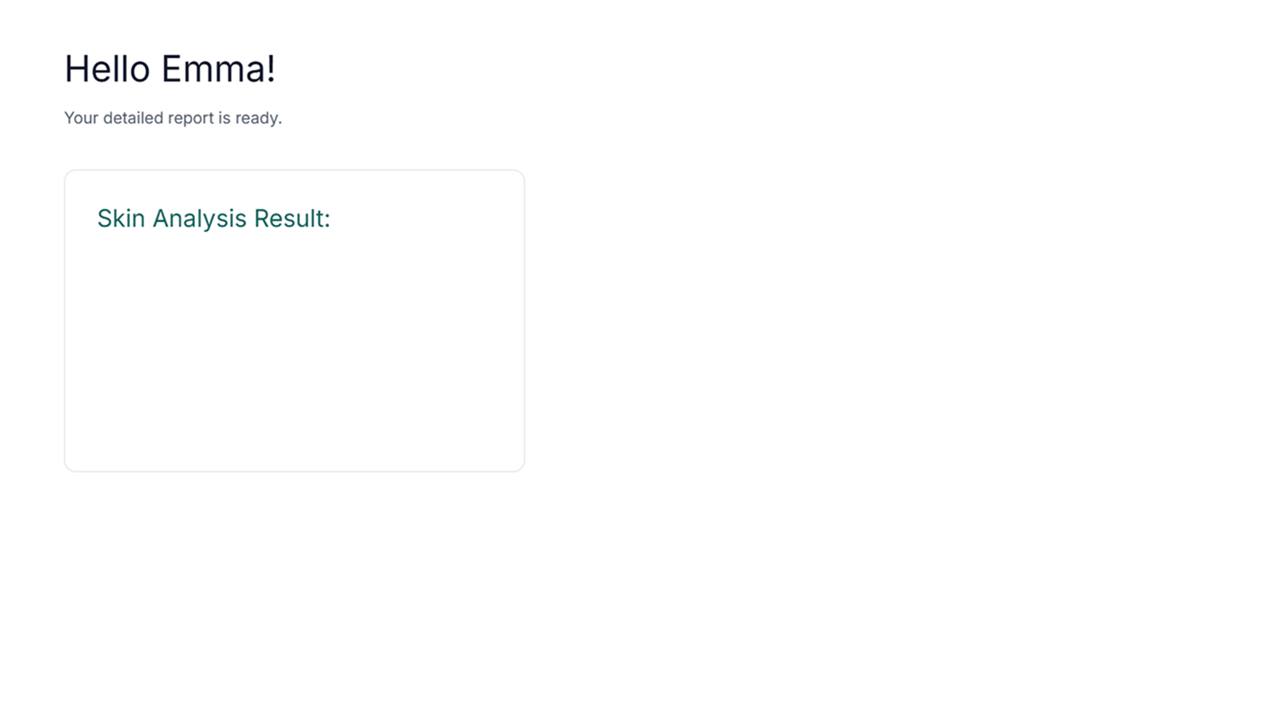 Hello Emma!
Your detailed report is ready.
Skin Analysis Result: